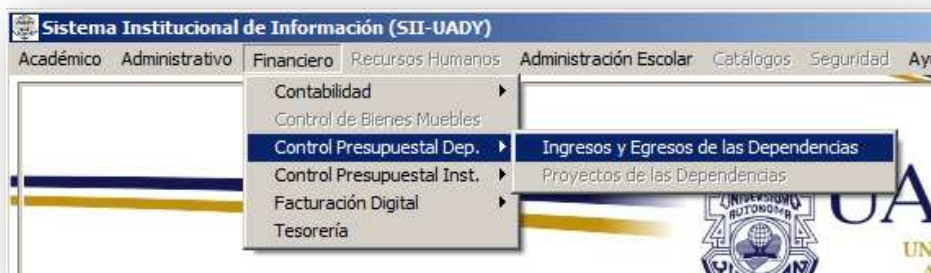 Sistema Institucional de Información (SII-UADY)
Académico Administrativo Financiero Recursos Humanos Administración Escolar Catálogos Seguridad Ay
Contabilidad
Control de Bienes Muebles
Control Presupuestal Dep. Ingresos y Egresos de las Dependencias
Control Presupuestal Inst. Proyectos de las Dependencias
Facturación Digital
Tesorería
UNIVERSIDAD
AUTONOMA
UA
UN